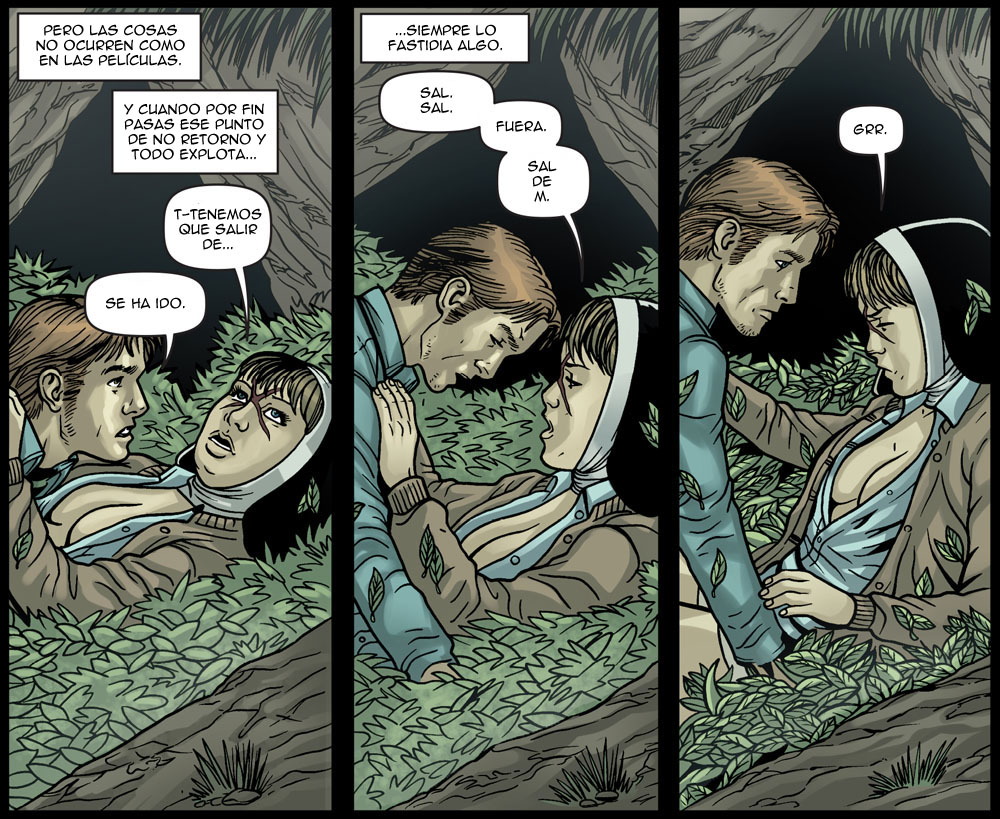 PERO LAS COSAS
NO OCURREN COMO
EN LAS PELÍCULAS.
Y CUANDO POR FIN
PASAS ESE PUNTO
DE NO RETORNO Y
TODO EXPLOTA...
T-TENEMOS
QUE SALIR
DE...
SE HA IDO.
...SIEMPRE LO
FASTIDIA ALGO.
SAL.
SAL.
FUERA.
SAL
DE
M.
GRR.